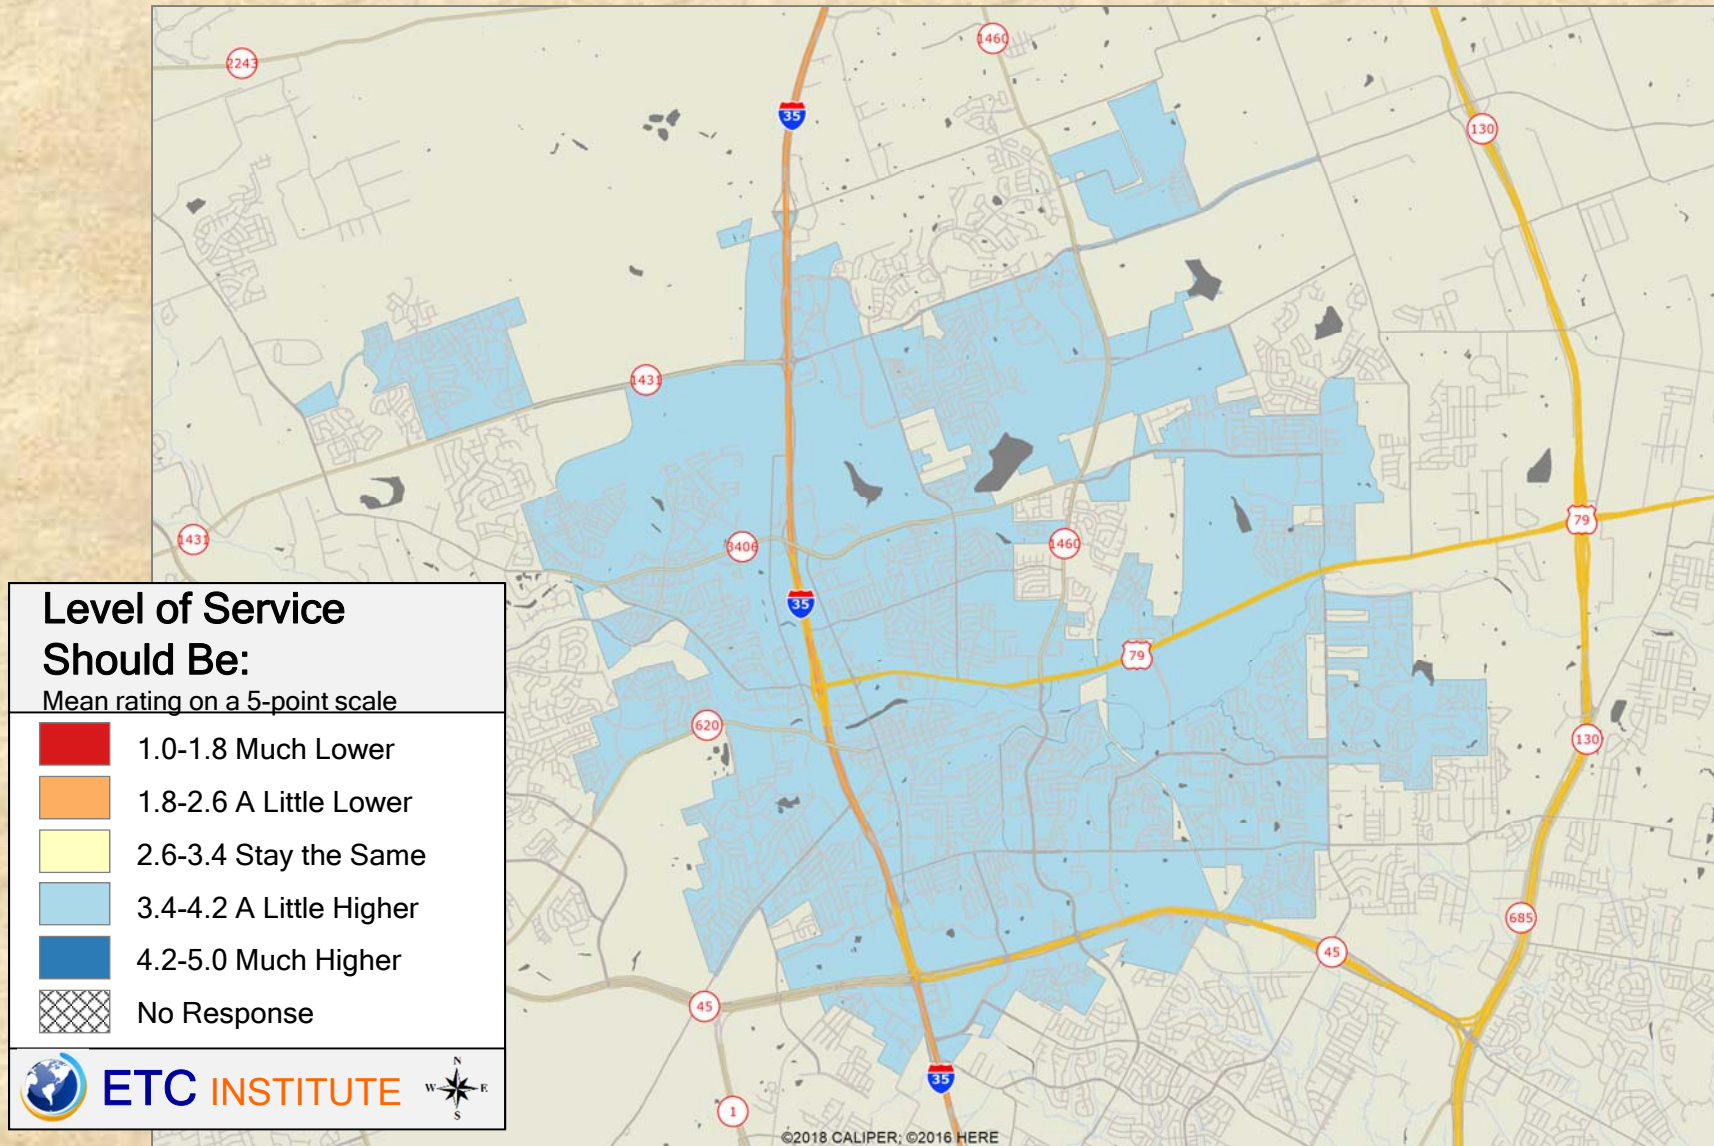 2243
1460
35
130
1431
1431
3406
1460
79
35
79
620
130
685
45
45
35
1
Level of Service
Should Be:
Mean rating on a 5-point scale
1.0-1.8 Much Lower
1.8-2.6 A Little Lower
2.6-3.4 Stay the Same
3.4-4.2 A Little Higher
4.2-5.0 Much Higher
No Response
ETC INSTITUTE
N
W E
S
©2018 CALIPER; ©2016 HERE